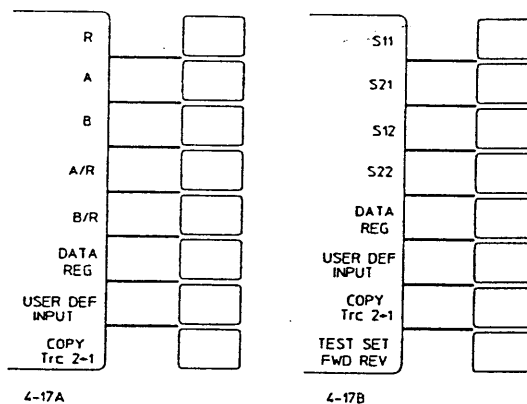 R
A
B
A/R
B/R
DATA
REG
USER DEF
INPUT
COPY
Trc 2→1
4-17A
S11
S21
S12
S22
DATA
REG
USER DEF
INPUT
COPY
Trc 2→1
TEST SET
FWD REV
4-17B